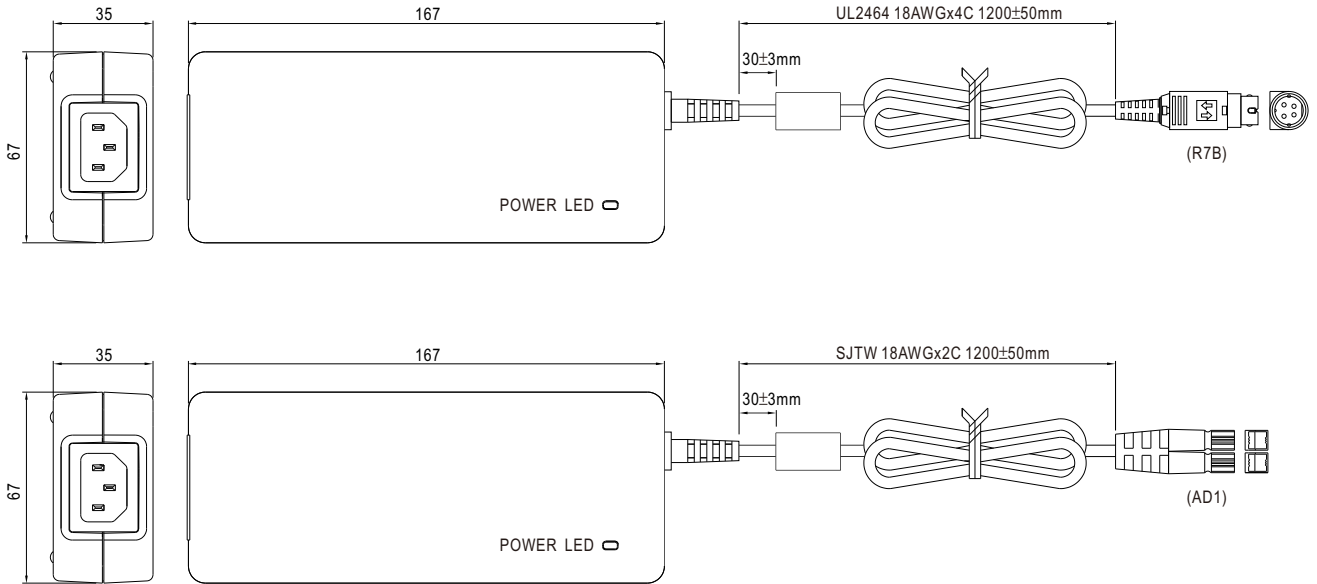 35
167
UL2464 18AWGx4C 1200±50mm
30±3mm
67
POWER LED
(R7B)
35
167
SJTW 18AWGx2C 1200±50mm
30±3mm
67
POWER LED
(AD1)